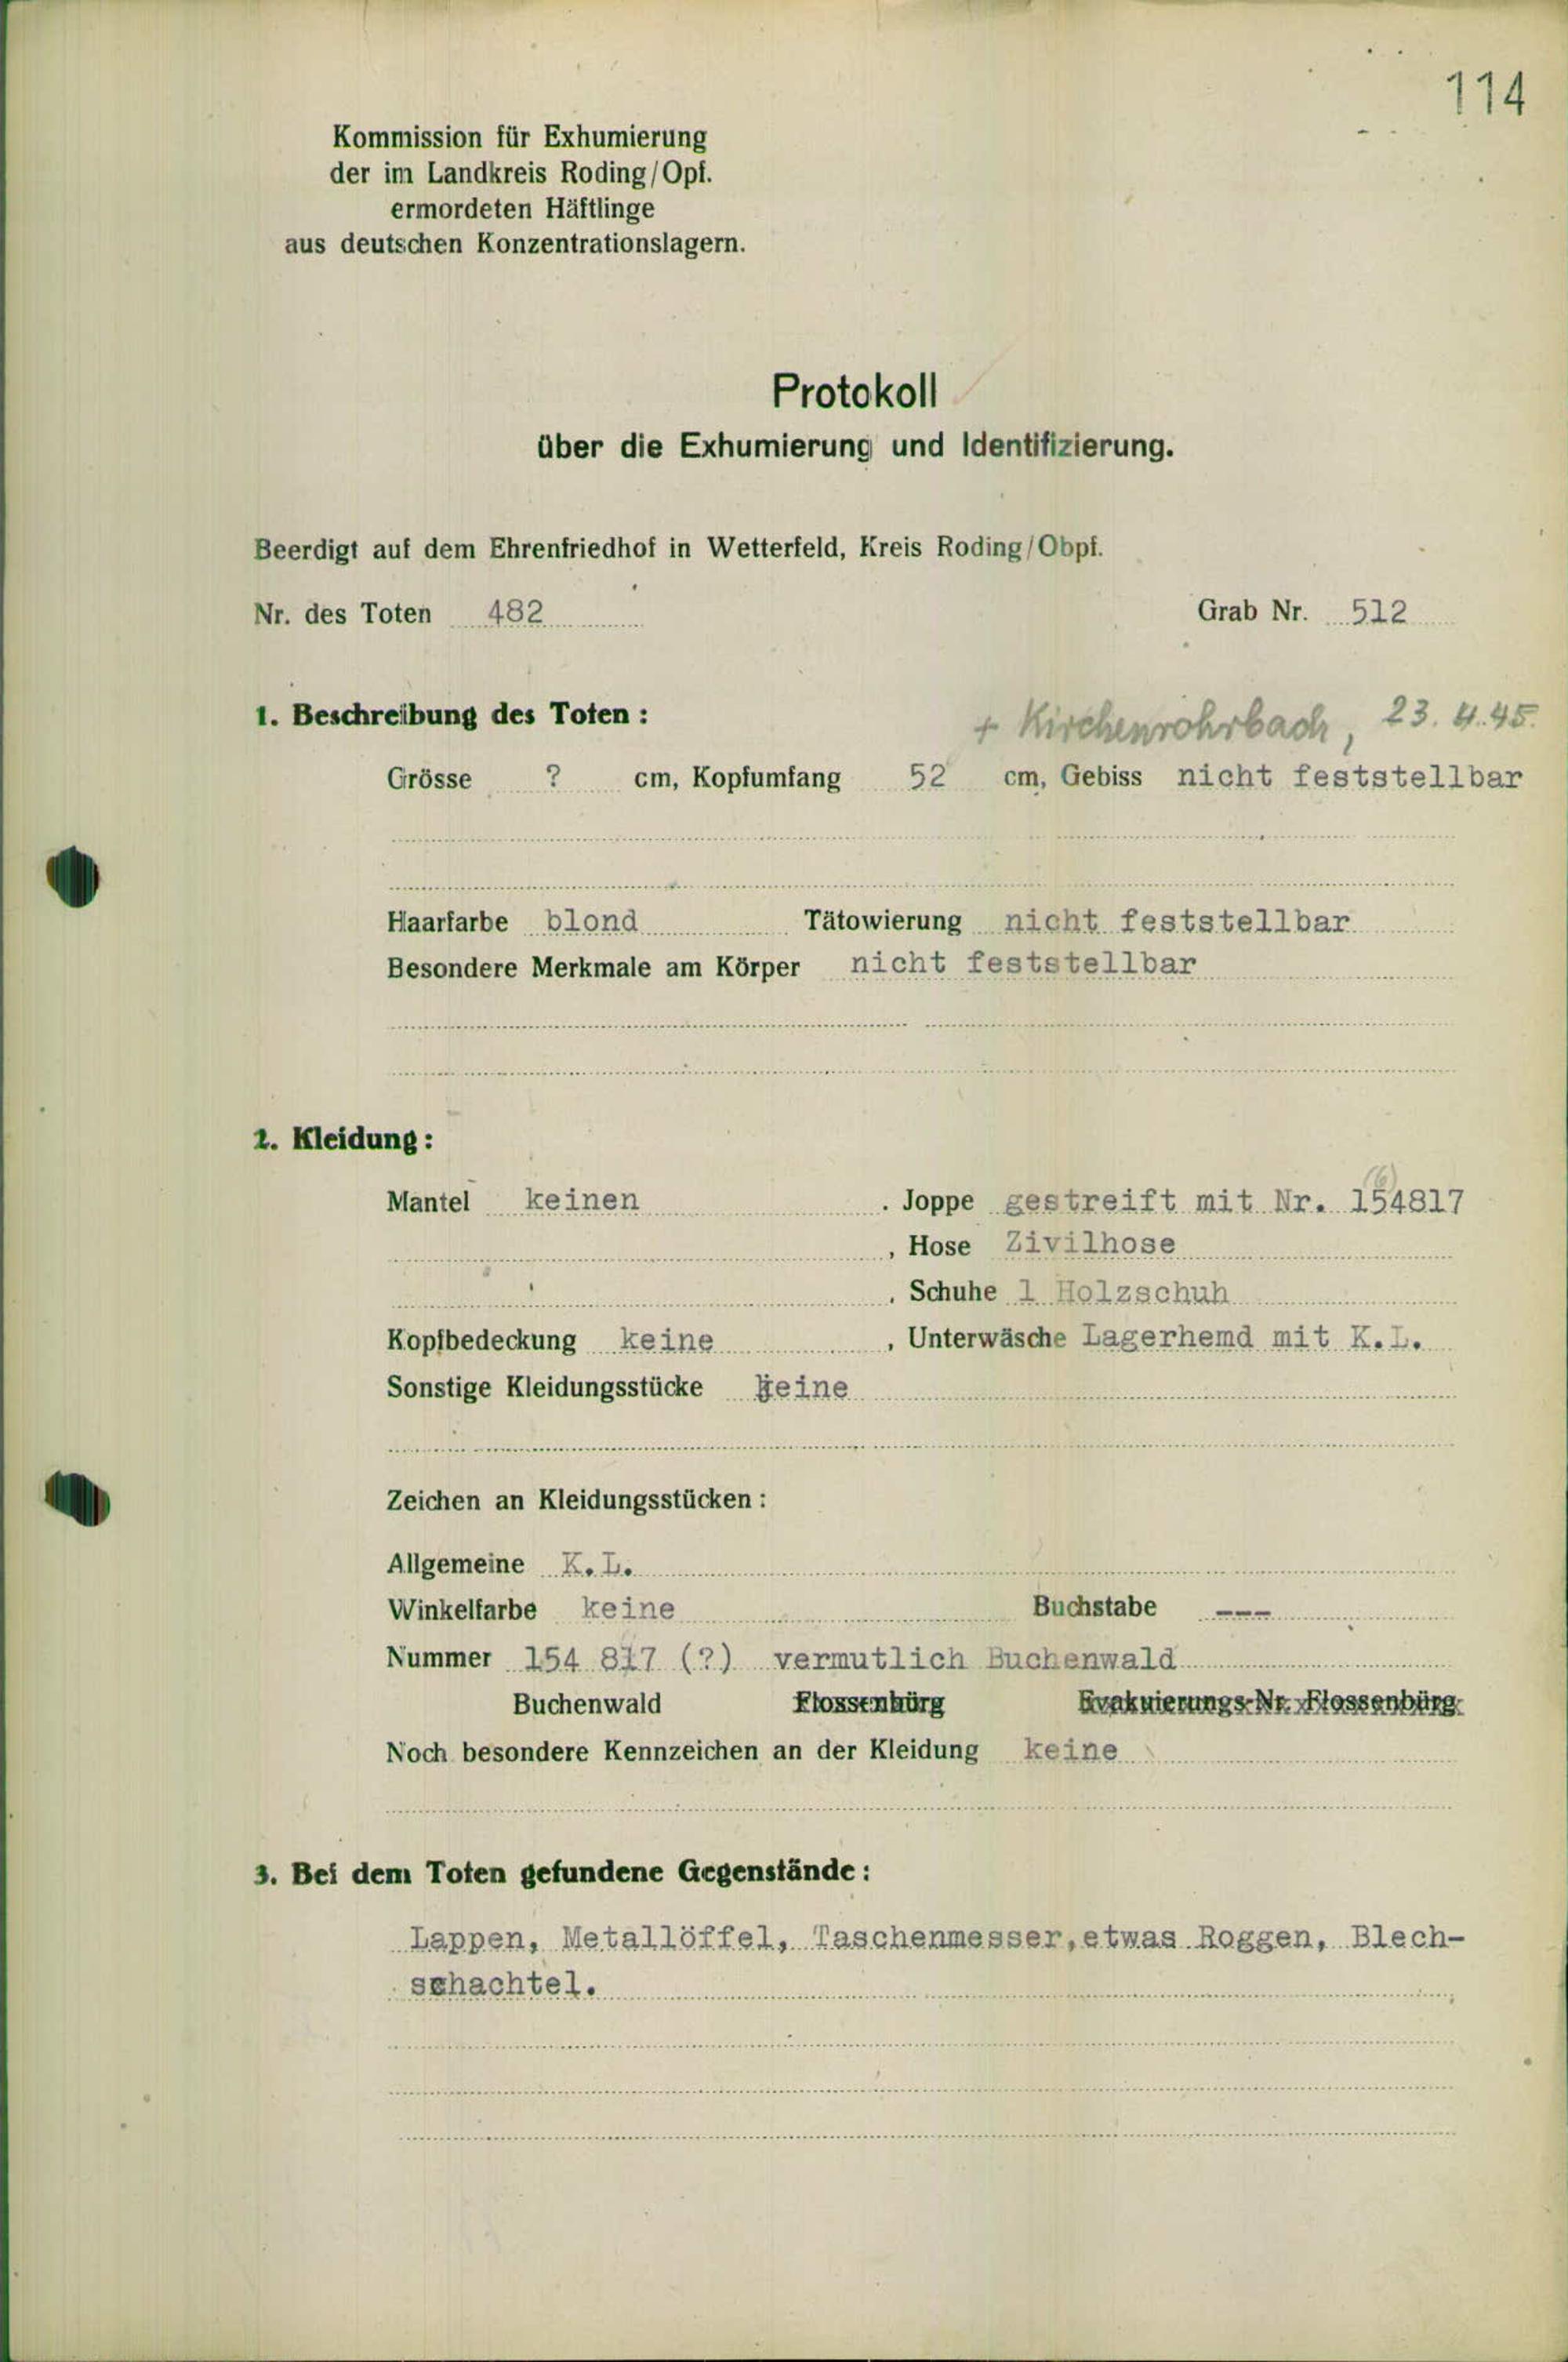 114
Kommission für Exhumierung
der im Landkreis Roding/Opf.
ermordeten Häftlinge
aus deutschen Konzentrationslagern.
Protokoll
über die Exhumierung und Identifizierung.
Beerdigt auf dem Ehrenfriedhof in Wetterfeld, Kreis Roding/Obpf.
Nr. des Toten 482 Grab Nr. 512
1. Beschreibung des Toten : + Kirchenrohrbach, 23. 4. 45.
Grösse ? cm, Kopfumfang 52 cm, Gebiss nicht feststellbar
Haarfarbe blond Tätowierung nicht feststellbar
Besondere Merkmale am Körper nicht feststellbar
2. Kleidung :
(6)
Mantel keinen . Joppe gestreift mit Nr. 154817
, Hose Zivilhose
, Schuhe 1 Holzschuh
Kopfbedeckung keine , Unterwäsche Lagerhemd mit K.L.
Sonstige Kleidungsstücke keine
Zeichen an Kleidungsstücken :
Allgemeine K.L.
Winkelfarbe keine Buchstabe ---
Nummer 154 817 (?) vermutlich Buchenwald
Buchenwald Flossenbürg Evakuierungs-Nr. Flossenbürg
Noch besondere Kennzeichen an der Kleidung keine
3. Bei dem Toten gefundene Gegenstände :
Lappen, Metallöffel, Taschenmesser,etwas Roggen, Blech-
schachtel.